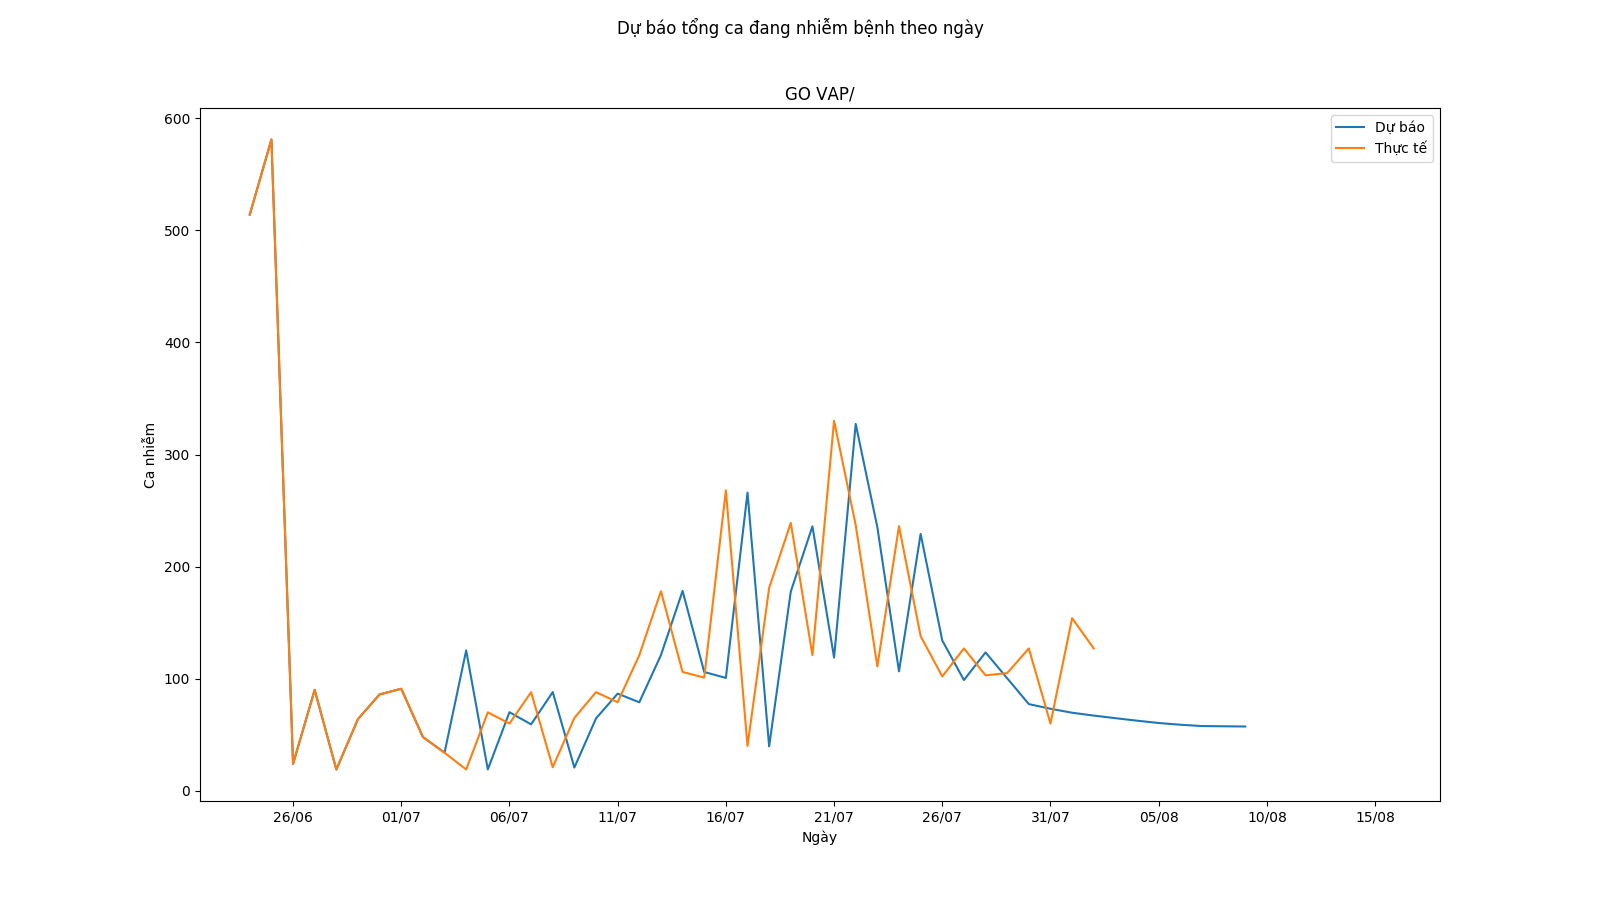 Dự báo tổng ca đang nhiễm bệnh theo ngày
GO VAP/
600
500
400
300
200
100
0
Ca nhiễm
Dự báo
Thực tế
26/06 01/07 06/07 11/07 16/07 21/07 26/07 31/07 05/08 10/08 15/08
Ngày